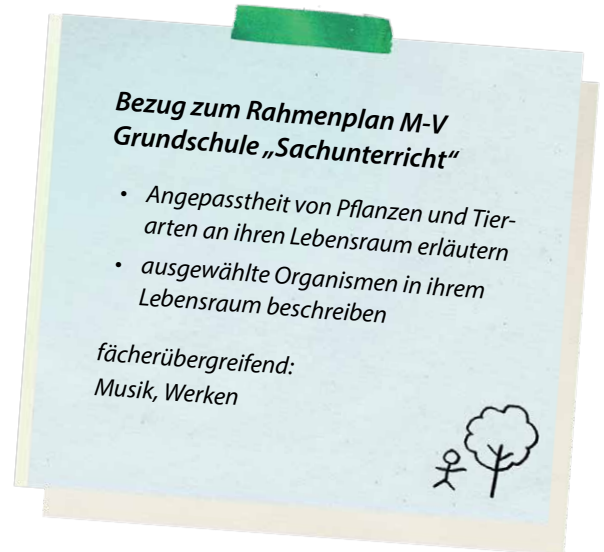 Bezug zum Rahmenplan M-V
Grundschule „Sachunterricht“
• Angepasstheit von Pflanzen und Tier-
arten an ihren Lebensraum erläutern
• ausgewählte Organismen in ihrem
Lebensraum beschreiben
fächerübergreifend:
Musik, Werken